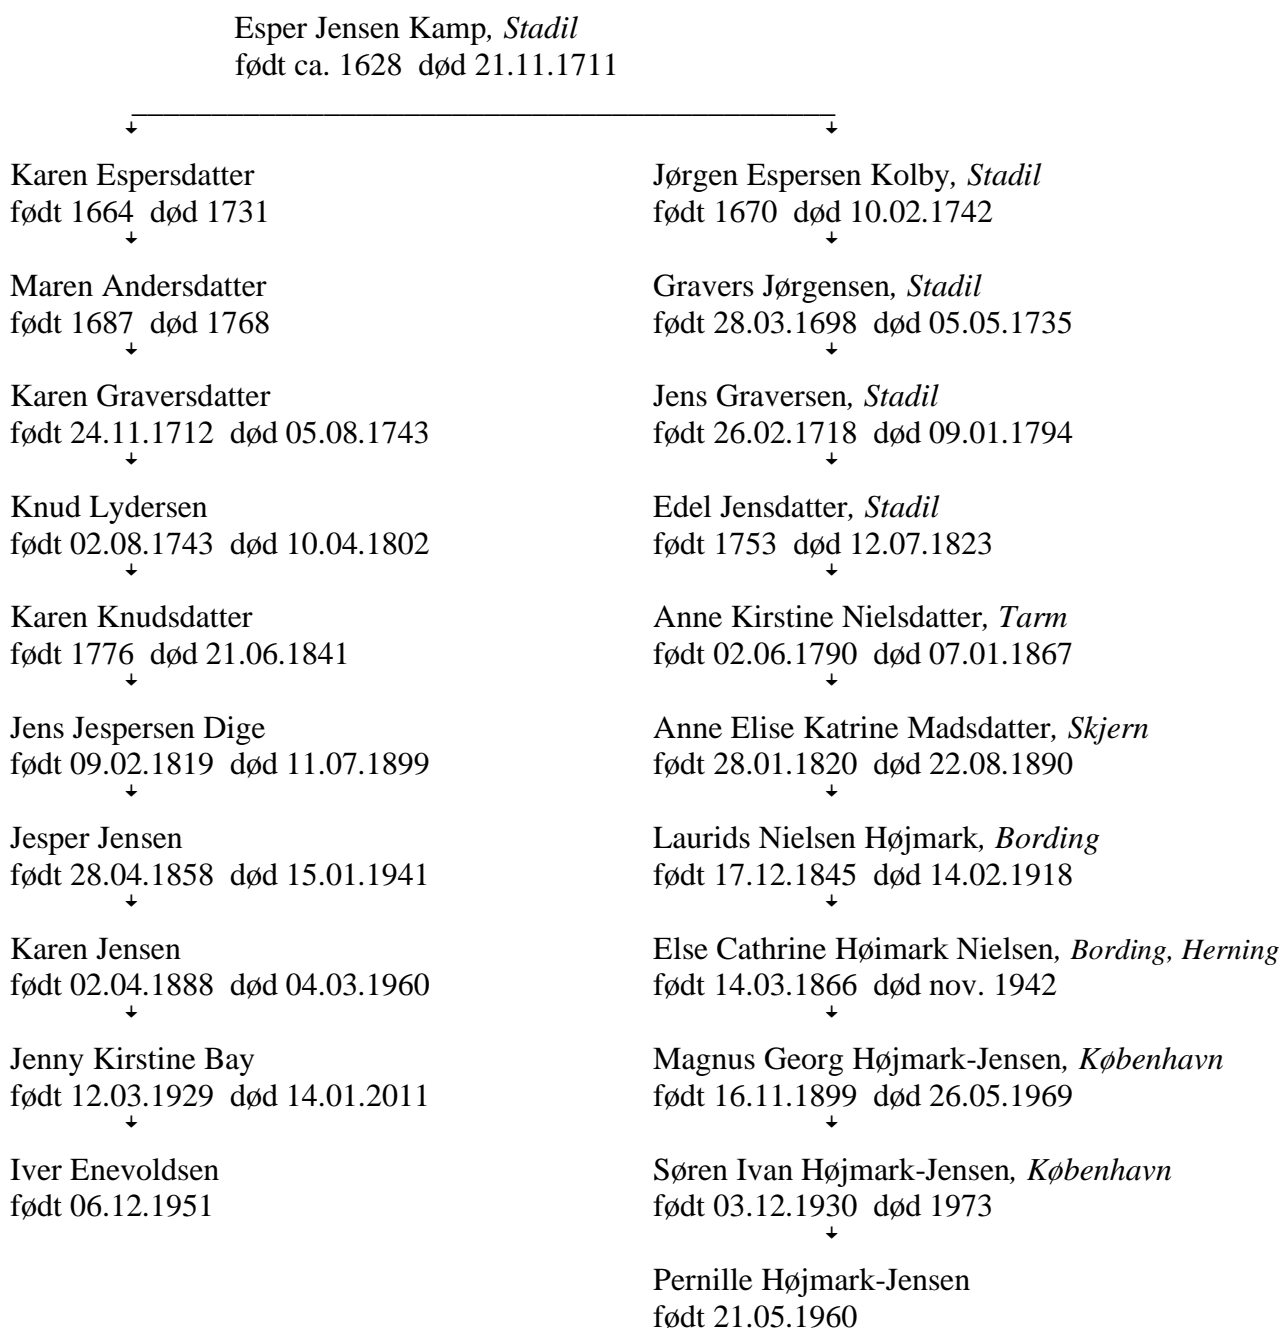 Esper Jensen Kamp, Stadil
født ca. 1628 død 21.11.1711
Karen Espersdatter
født 1664 død 1731
Maren Andersdatter
født 1687 død 1768
Karen Graversdatter
født 24.11.1712 død 05.08.1743
Knud Lydersen
født 02.08.1743 død 10.04.1802
Karen Knudsdatter
født 1776 død 21.06.1841
Jens Jespersen Dige
født 09.02.1819 død 11.07.1899
Jesper Jensen
født 28.04.1858 død 15.01.1941
Karen Jensen
født 02.04.1888 død 04.03.1960
Jenny Kirstine Bay
født 12.03.1929 død 14.01.2011
Iver Enevoldsen
født 06.12.1951
Jørgen Espersen Kolby, Stadil
født 1670 død 10.02.1742
Gravers Jørgensen, Stadil
født 28.03.1698 død 05.05.1735
Jens Graversen, Stadil
født 26.02.1718 død 09.01.1794
Edel Jensdatter, Stadil
født 1753 død 12.07.1823
Anne Kirstine Nielsdatter, Tarm
født 02.06.1790 død 07.01.1867
Anne Elise Katrine Madsdatter, Skjern
født 28.01.1820 død 22.08.1890
Laurids Nielsen Højmark, Bording
født 17.12.1845 død 14.02.1918
Else Cathrine Høimark Nielsen, Bording, Herning
født 14.03.1866 død nov. 1942
Magnus Georg Højmark-Jensen, København
født 16.11.1899 død 26.05.1969
Søren Ivan Højmark-Jensen, København
født 03.12.1930 død 1973
Pernille Højmark-Jensen
født 21.05.1960